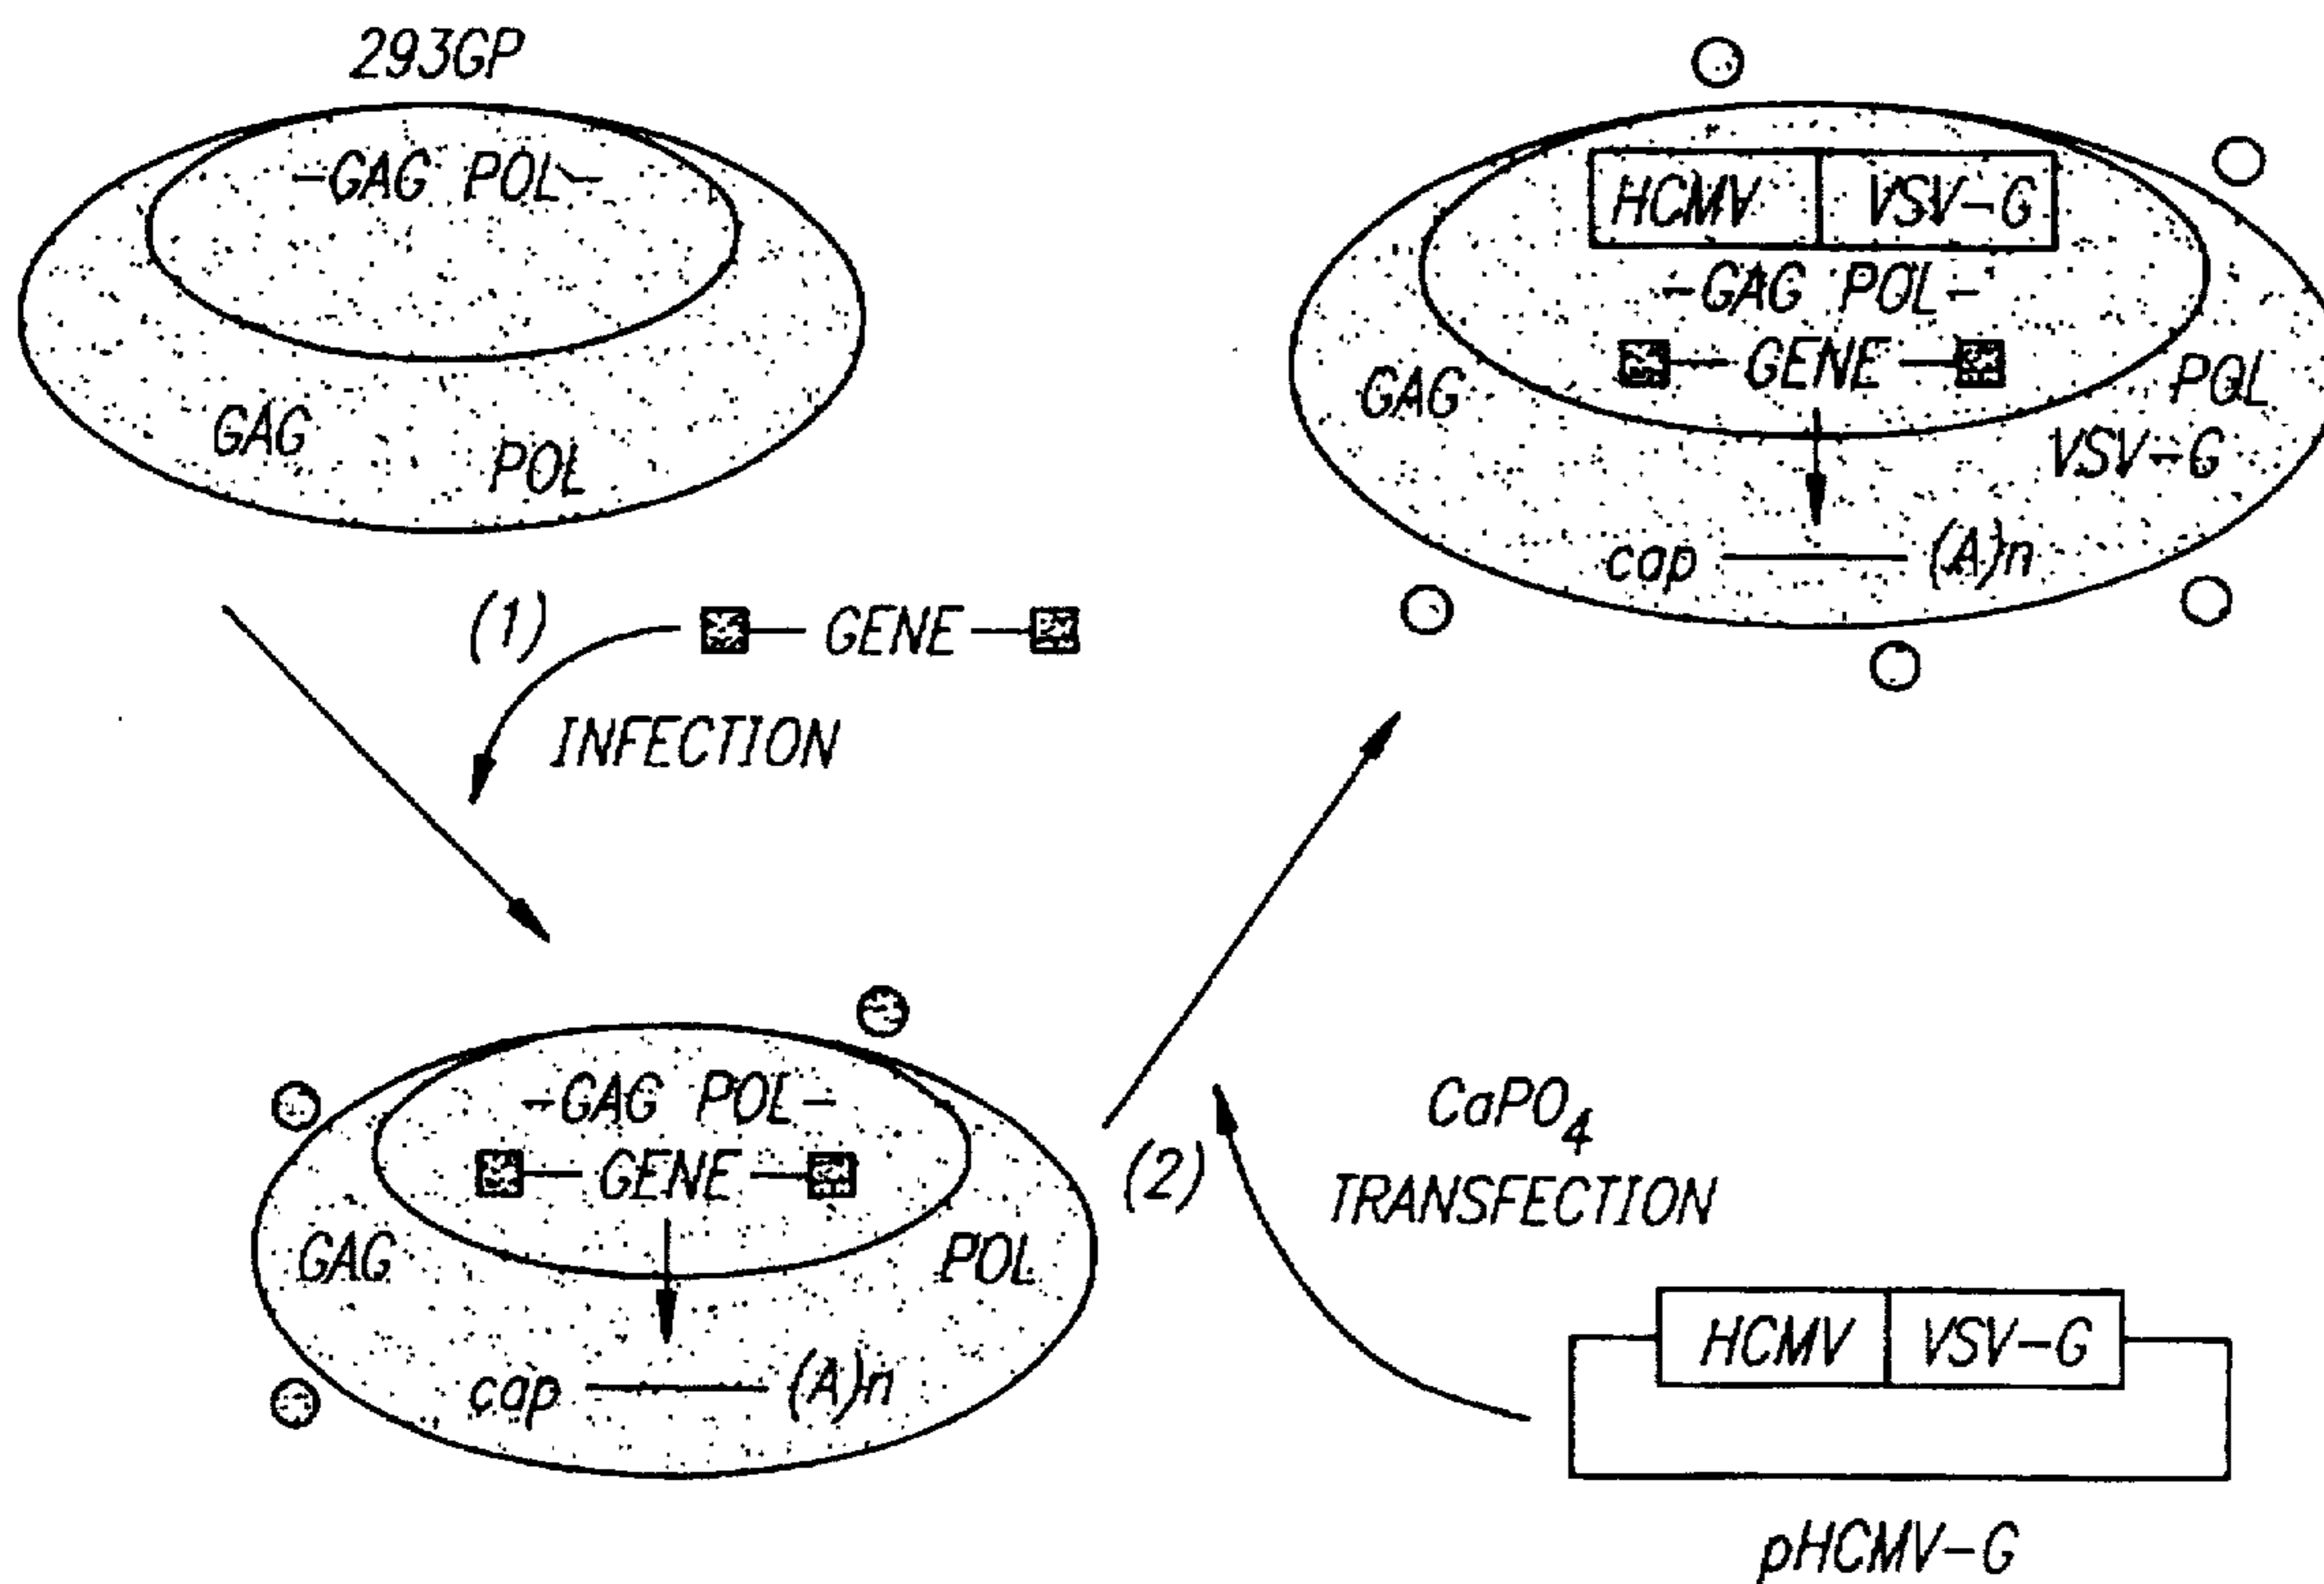 293GP
-GAG POL-
GAG
POL
(1)
GENE
INFECTION
-GAG POL-
GENE
GAG
POL
cap (A)n
(2)
CaPO4
TRANSFECTION
HCMV VSV-G
pHCMV-G
HCMV VSV-G
-GAG POL-
GENE
GAG
POL
VSV-G
cap (A)n